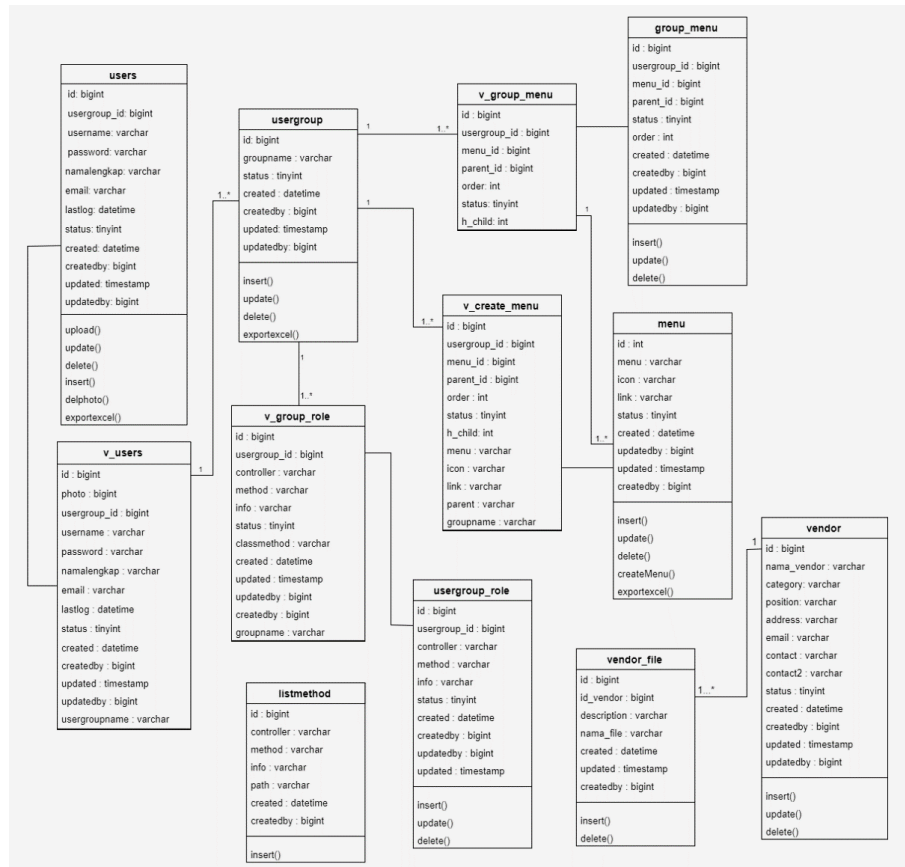 users
id: bigint
usergroup_id: bigint
username: varchar
password: varchar
namalengkap: varchar
email: varchar
lastlog: datetime
status: tinyint
created: datetime
createdby: bigint
updated: timestamp
updatedby: bigint
upload()
update()
delete()
insert()
delphoto()
exportexcel()
usergroup
id: bigint
groupname : varchar
status : tinyint
created : datetime
createdby : bigint
updated: timestamp
updatedby: bigint
insert()
update()
delete()
exportexcel()
1
1..*
1
1..*
1..*
1
1
1..*
v_group_menu
id : bigint
usergroup_id : bigint
menu_id : bigint
parent_id : bigint
order: int
status: tinyint
h_child: int
1
1..*
group_menu
id : bigint
usergroup_id : bigint
menu_id : bigint
parent_id : bigint
status : tinyint
order : int
created : datetime
createdby : bigint
updated : timestamp
updatedby : bigint
insert()
update()
delete()
v_create_menu
id : bigint
usergroup_id : bigint
menu_id : bigint
parent_id : bigint
order : int
status : tinyint
h_child: int
menu : varchar
icon : varchar
link : varchar
parent : varchar
groupname : varchar
menu
id : int
menu : varchar
icon : varchar
link : varchar
status : tinyint
created : datetime
updatedby : bigint
updated : timestamp
createdby : bigint
insert()
update()
delete()
createMenu()
exportexcel()
v_users
id : bigint
photo : bigint
usergroup_id : bigint
username : varchar
password : varchar
namalengkap : varchar
email : varchar
lastlog : datetime
status : tinyint
created : datetime
createdby : bigint
updated : timestamp
updatedby : bigint
usergroupname : varchar
v_group_role
id : bigint
usergroup_id : bigint
controller : varchar
method : varchar
info : varchar
status : tinyint
classmethod : varchar
created : datetime
updated : timestamp
updatedby : bigint
createdby : bigint
groupname : varchar
usergroup_role
id : bigint
usergroup_id : bigint
controller : varchar
method : varchar
info : varchar
status : tinyint
created : datetime
createdby : bigint
updatedby : bigint
updated : timestamp
insert()
update()
delete()
listmethod
id : bigint
controller : varchar
method : varchar
info : varchar
path : varchar
created : datetime
createdby : bigint
insert()
vendor_file
id : bigint
id_vendor : bigint
description : varchar
nama_file : varchar
created : datetime
updated : timestamp
createdby : bigint
insert()
delete()
1...*
1
vendor
id : bigint
nama_vendor : varchar
category: varchar
position: varchar
address: varchar
email : varchar
contact : varchar
contact2 : varchar
status : tinyint
created : datetime
createdby : bigint
updated : timestamp
updatedby : bigint
insert()
update()
delete()